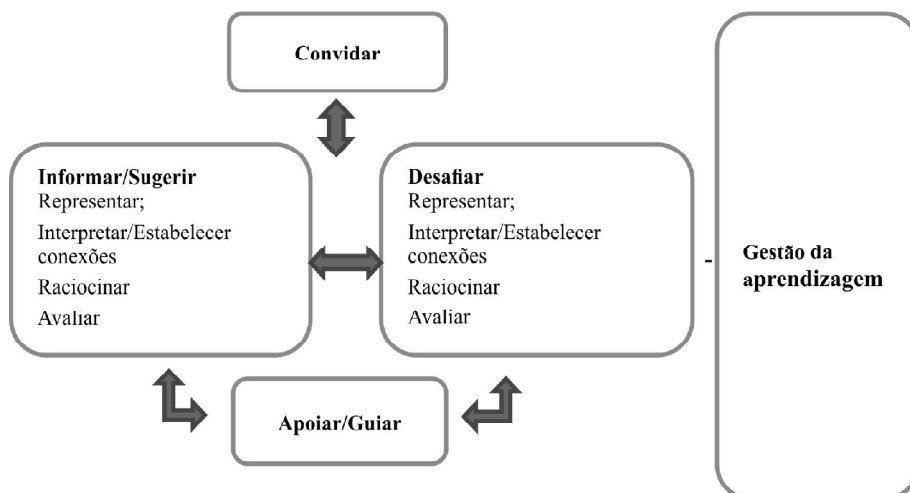 Convidar
Informar/Sugerir
Representar;
Interpretar/Estabelecer
conexões
Raciocinar
Avaliar
Desafiar
Representar;
Interpretar/Estabelecer
conexões
Raciocinar
Avaliar
-
Gestão da
aprendizagem
Apoiar/Guiar